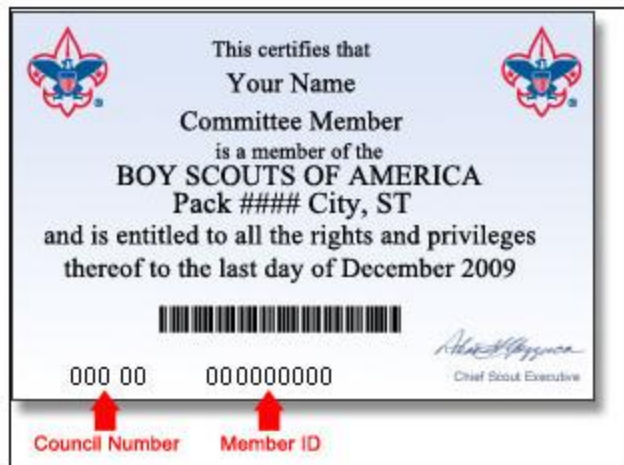 This certifies that
Your Name
Committee Member
is a member of the
BOY SCOUTS OF AMERICA
Pack #### City, ST
and is entitled to all the rights and privileges
thereof to the last day of December 2009
000 00 000000000
Chief Scout Executive
Council Number Member ID